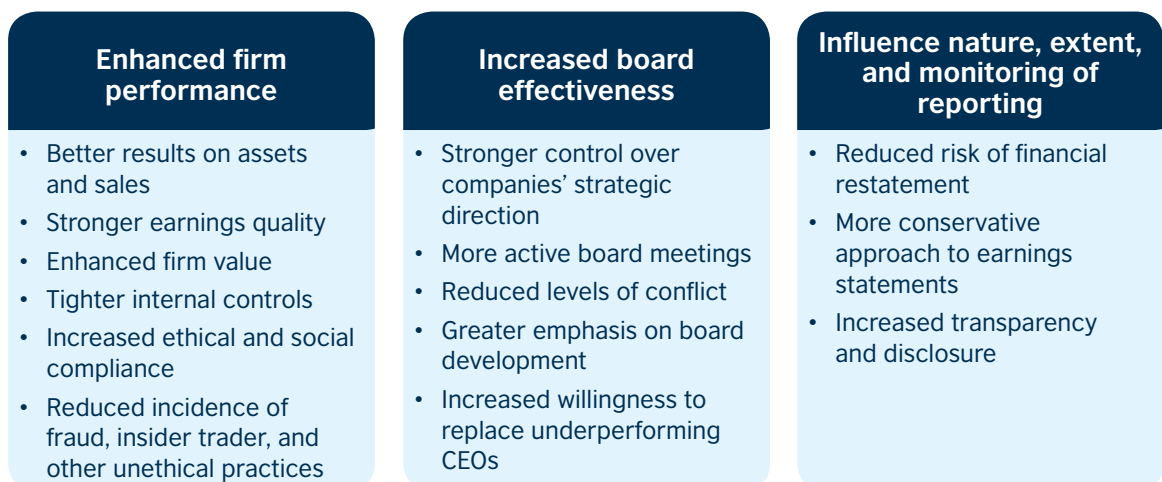 Enhanced firm
performance
• Better results on assets
and sales
• Stronger earnings quality
• Enhanced firm value
• Tighter internal controls
• Increased ethical and social
compliance
• Reduced incidence of
fraud, insider trader, and
other unethical practices
Increased board
effectiveness
• Stronger control over
companies’ strategic
direction
• More active board meetings
• Reduced levels of conflict
• Greater emphasis on board
development
• Increased willingness to
replace underperforming
CEOs
Influence nature, extent,
and monitoring of
reporting
• Reduced risk of financial
restatement
• More conservative
approach to earnings
statements
• Increased transparency
and disclosure